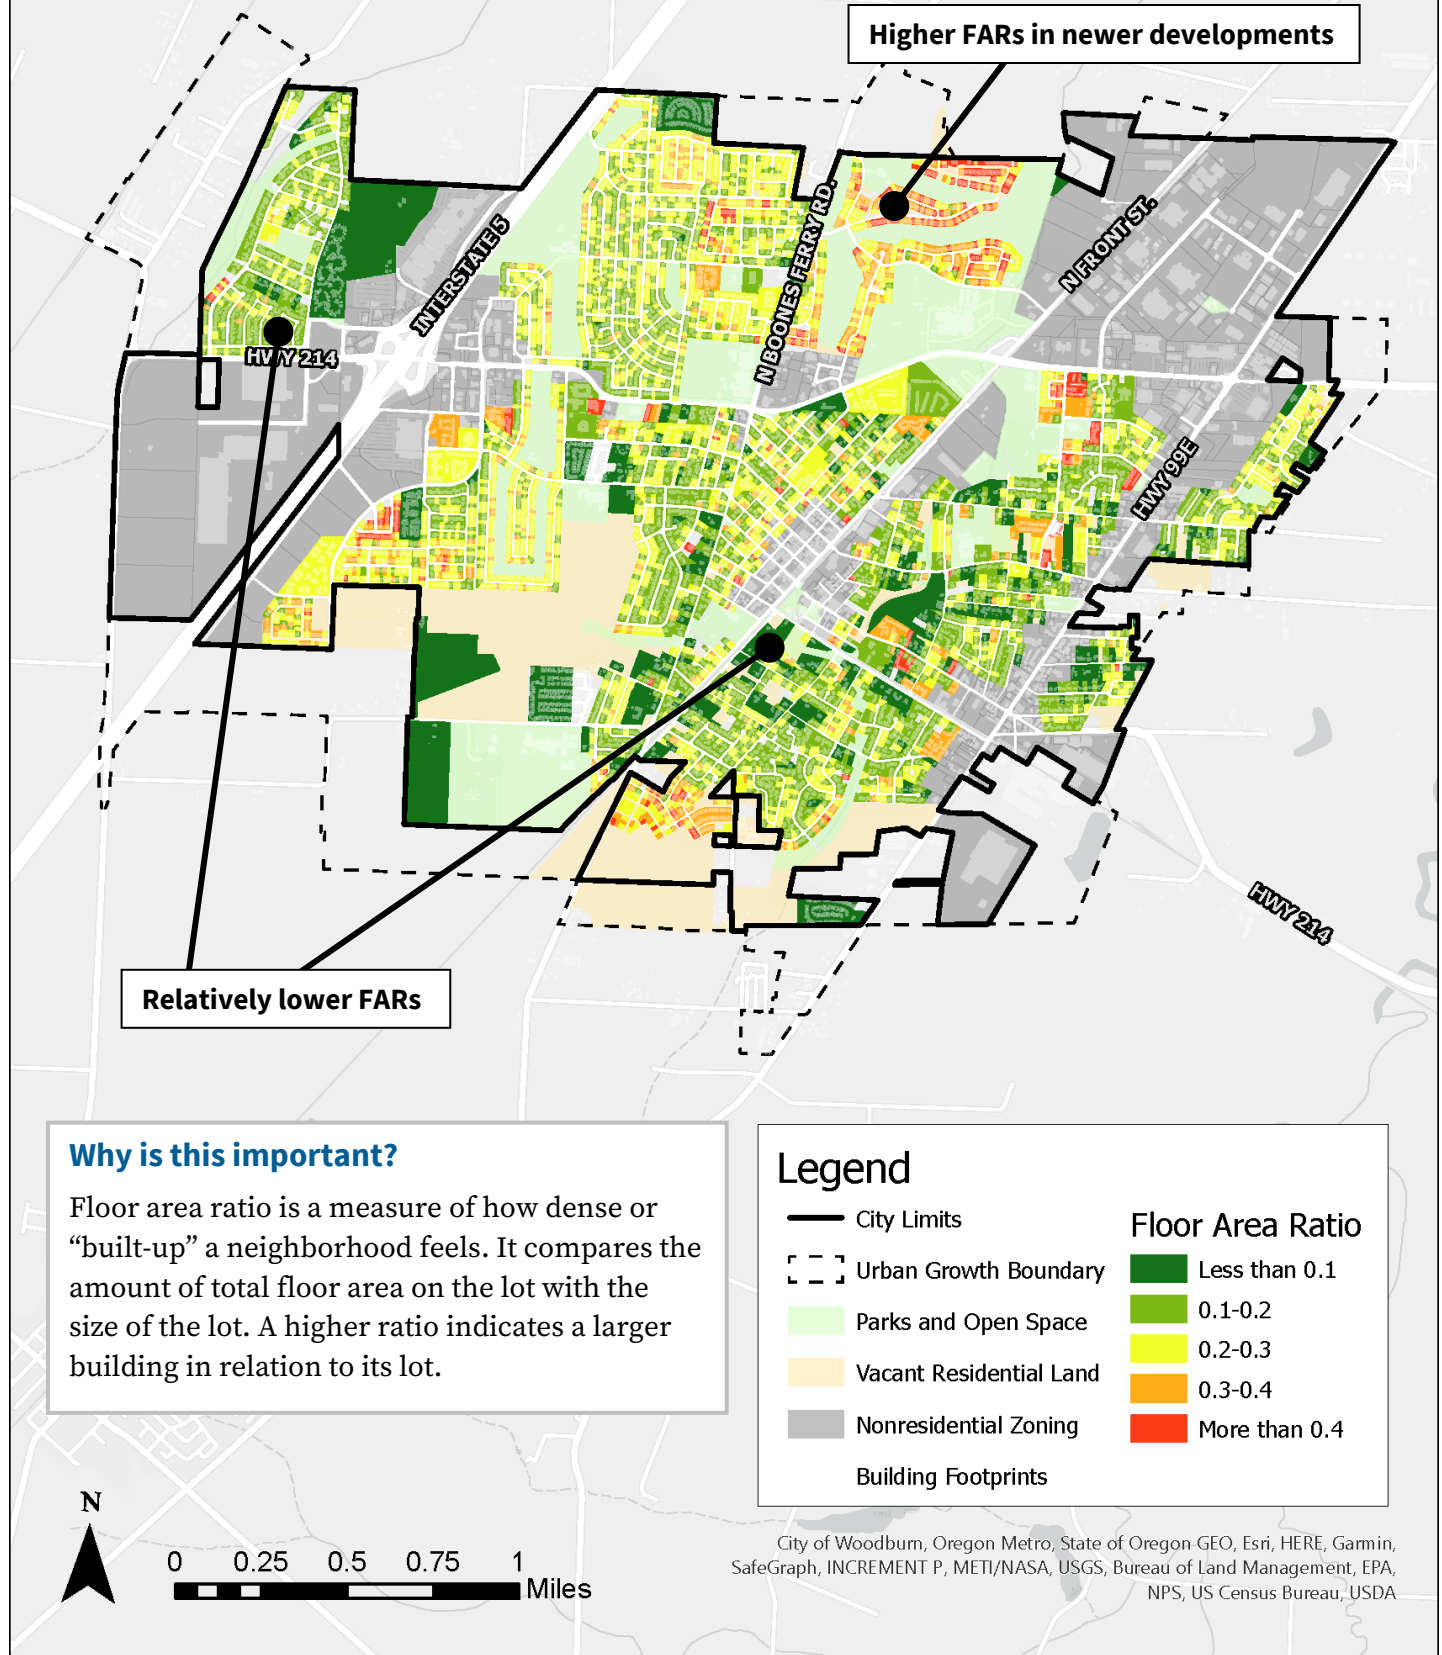 Higher FARs in newer developments
INTERSTATE 5
N BOONES FERRY RD.
N FRONT ST.
HWY 214
HWY 99E
HWY 214
Relatively lower FARs
Why is this important?
Floor area ratio is a measure of how dense or
“built-up” a neighborhood feels. It compares the
amount of total floor area on the lot with the
size of the lot. A higher ratio indicates a larger
building in relation to its lot.
Legend
City Limits
Urban Growth Boundary
Parks and Open Space
Vacant Residential Land
Nonresidential Zoning
Building Footprints
Floor Area Ratio
Less than 0.1
0.1-0.2
0.2-0.3
0.3-0.4
More than 0.4
N
0 0.25 0.5 0.75 1
Miles
City of Woodburn, Oregon Metro, State of Oregon GEO, Esri, HERE, Garmin,
SafeGraph, INCREMENT P, METI/NASA, USGS, Bureau of Land Management, EPA,
NPS, US Census Bureau, USDA